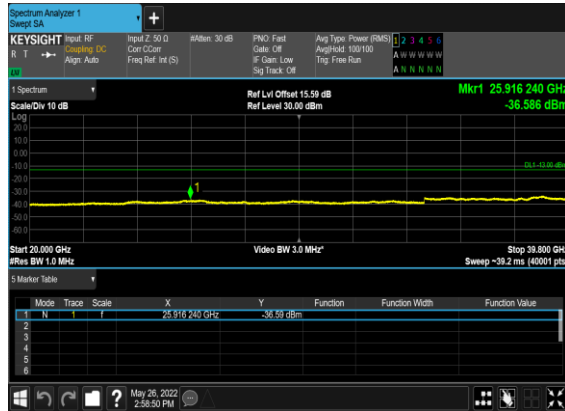 Spectrum Analyzer 1
Swept SA
+
KEYSIGHT Input: RF Input Z: 50 Ω #Atten: 30 dB PNO: Fast Avg Type: Power (RMS) 1 2 3 4 5 6
R T Coupling: DC Corr CCorr Gate: Off Avg|Hold: 100/100 A W W W W W
Align: Auto Freq Ref: Int (S) IF Gain: Low Trig: Free Run
LW Sig Track: Off A N N N N N
1 Spectrum Ref Lvl Offset 15.59 dB Mkr1 25.916 240 GHz
Scale/Div 10 dB Ref Level 30.00 dBm -36.586 dBm
Log
20.0
10.0
0.00
-10.0 DL1 -13.00 dBm
-20.0
-30.0 1
-40.0
-50.0
-60.0
Start 20.000 GHz Video BW 3.0 MHz* Stop 39.800 GHz
#Res BW 1.0 MHz Sweep ~39.2 ms (40001 pts
5 Marker Table
Mode Trace Scale X Y Function Function Width Function Value
1 N 1 f 25.916 240 GHz -36.59 dBm
2
3
4
5
6
? May 26, 2022
2:58:50 PM